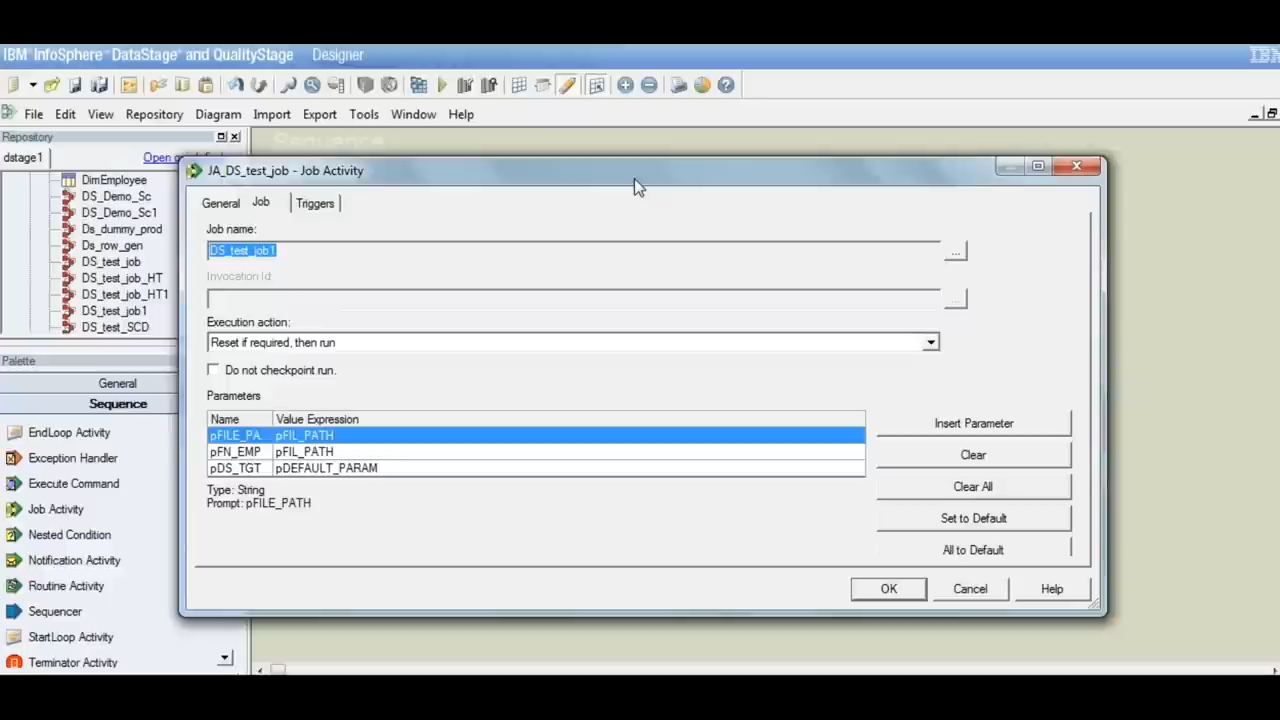 IBM InfoSphere DataStage and QualityStage Designer
IBM
File Edit View Repository Diagram Import Export Tools Window Help
Repository
dstage1
Open
Sequence
DimEmployee
DS_Demo_Sc
DS_Demo_Sc1
Ds_dummy_prod
Ds_row_gen
DS_test_job
DS_test_job_HT
DS_test_job_HT1
DS_test_job1
DS_test_SCD
Palette
General
Sequence
EndLoop Activity
Exception Handler
Execute Command
Job Activity
Nested Condition
Notification Activity
Routine Activity
Sequencer
StartLoop Activity
Terminator Activity
JA_DS_test_job - Job Activity
General Job Triggers
Job name:
DS_test_job1
...
Invocation Id:
...
Execution action:
Reset if required, then run
Do not checkpoint run.
Parameters
Name Value Expression
pFILE_PA... pFIL_PATH
pFN_EMP pFIL_PATH
pDS_TGT pDEFAULT_PARAM
Type: String
Prompt: pFILE_PATH
Insert Parameter
Clear
Clear All
Set to Default
All to Default
OK Cancel Help